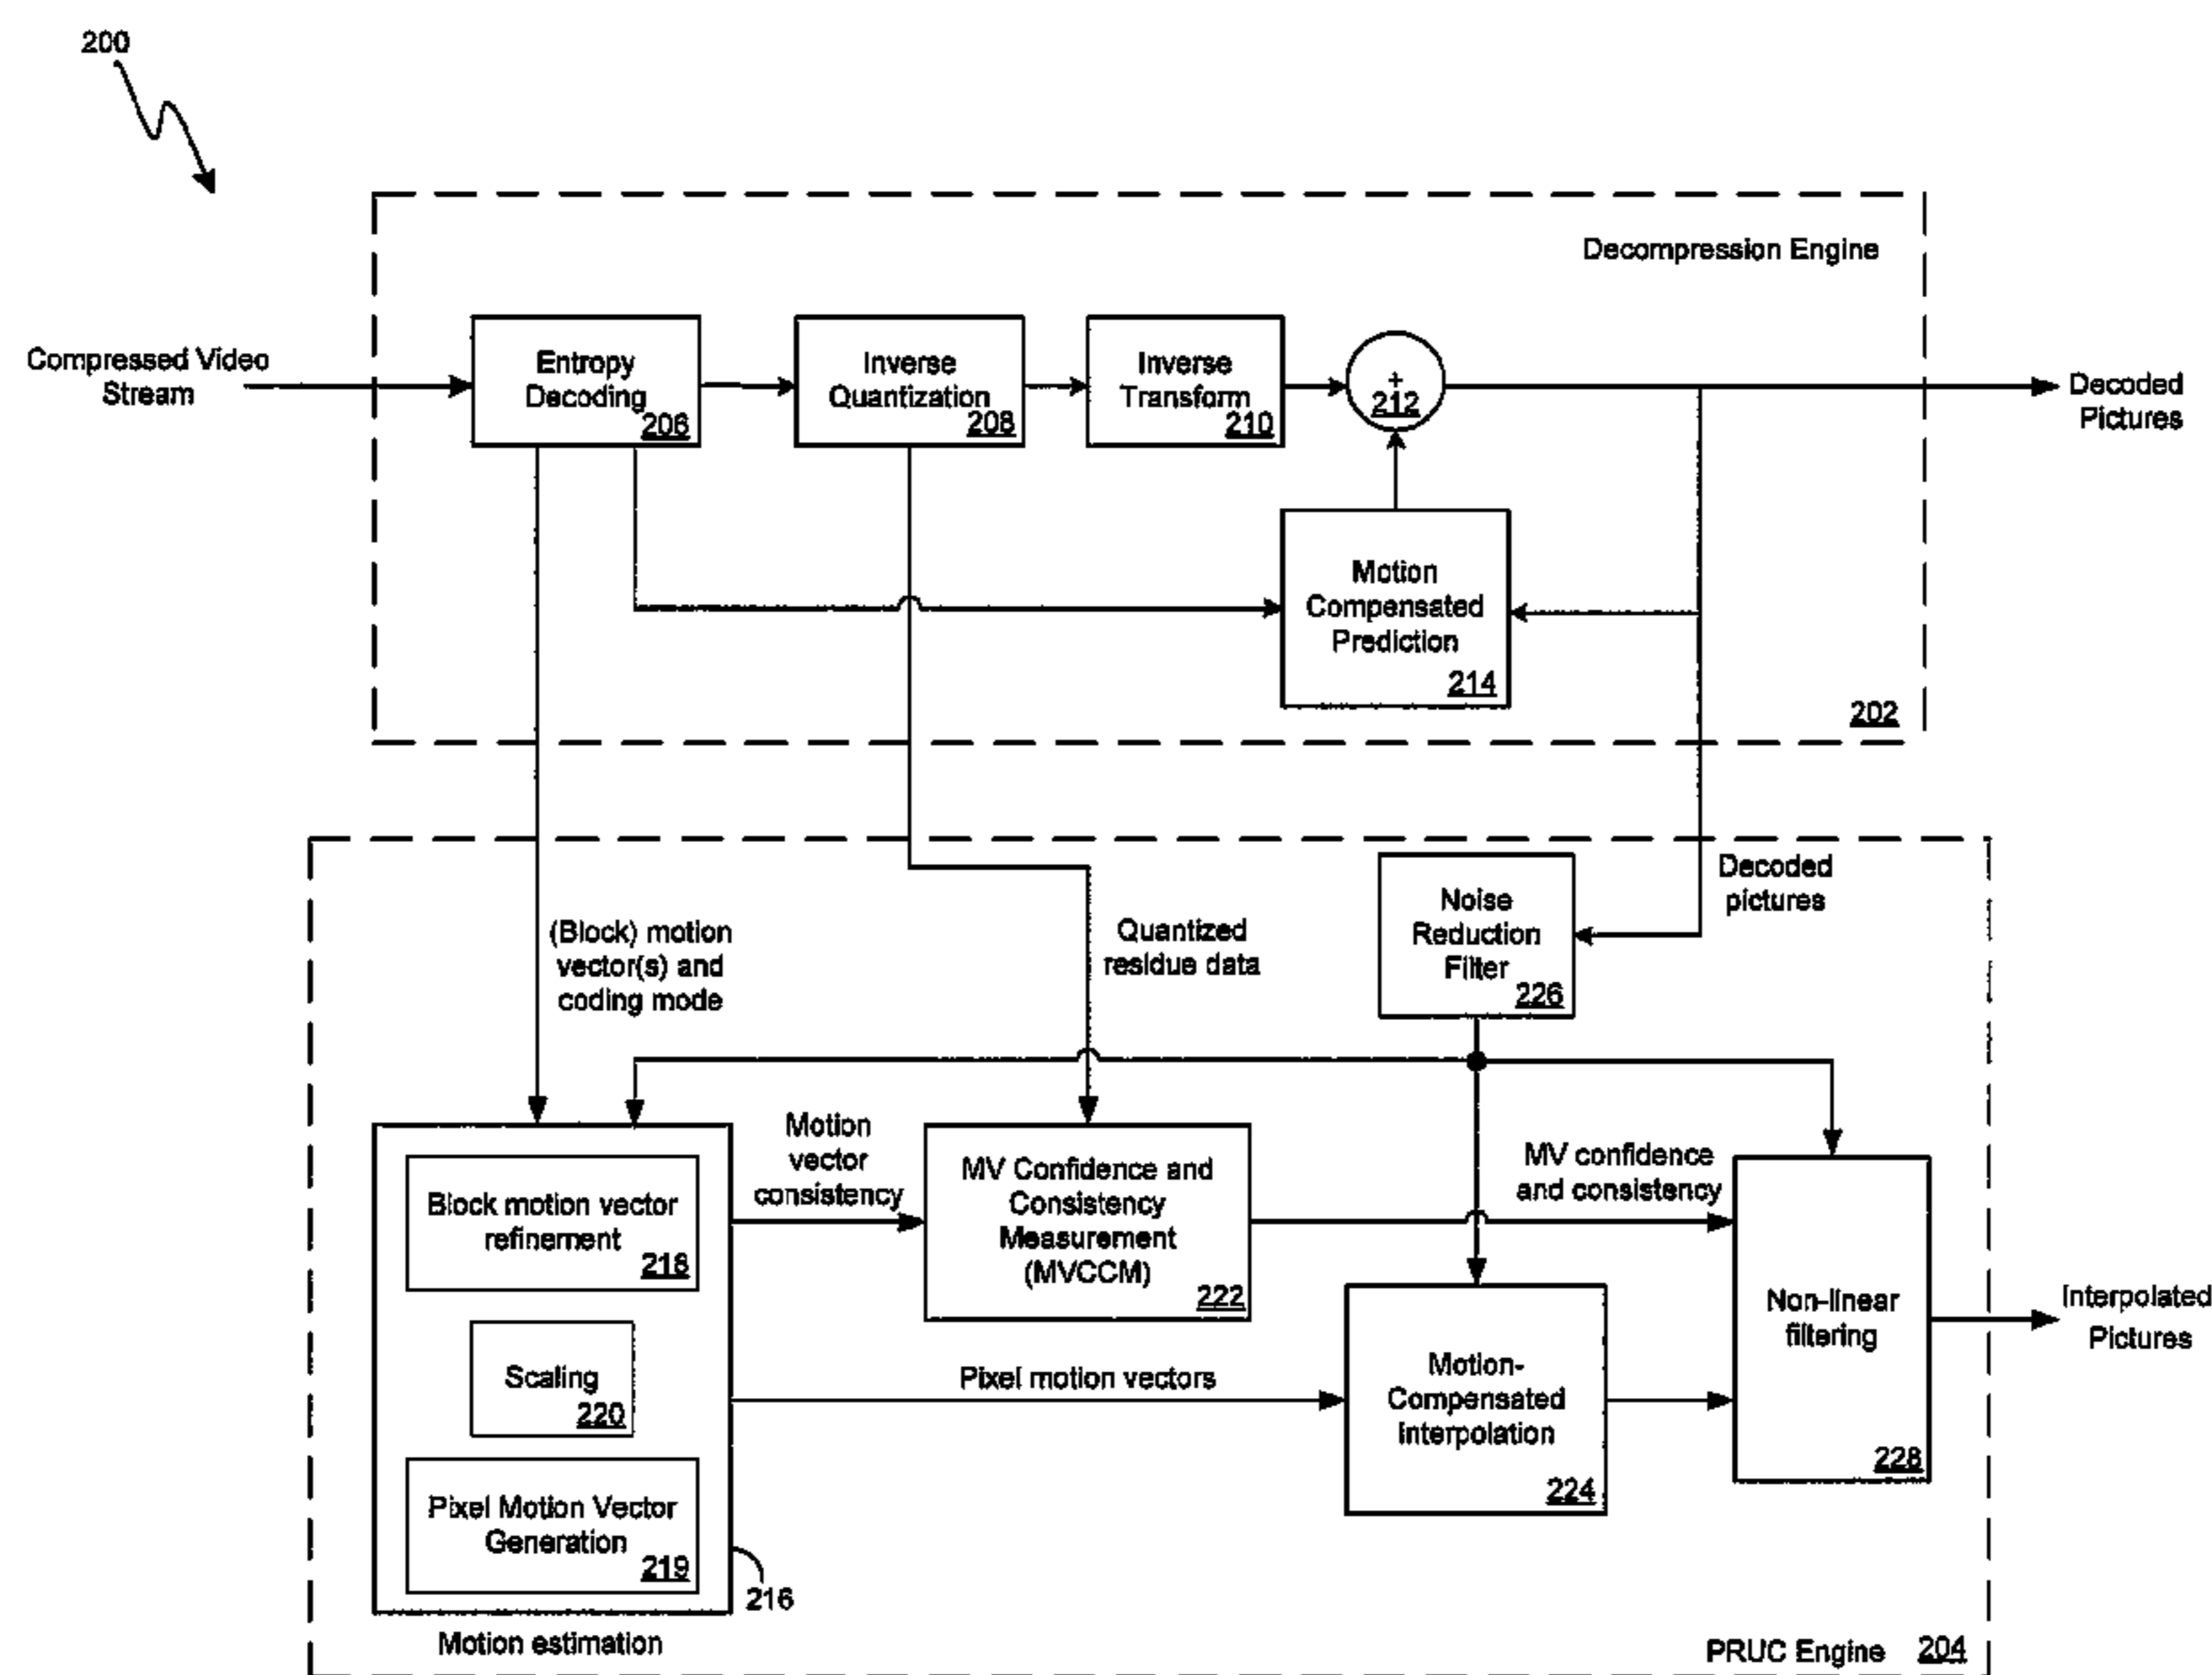 200
Decompression Engine
Compressed Video
Stream
Entropy
Decoding
206
Inverse
Quantization
208
Inverse
Transform
210
+
212
Decoded
Pictures
Motion
Compensated
Prediction
214
202
(Block) motion
vector(s) and
coding mode
Quantized
residue data
Noise
Reduction
Filter
226
Decoded
pictures
Block motion vector
refinement
218
Scaling
220
Pixel Motion Vector
Generation
219
216
Motion estimation
Motion
vector
consistency
MV Confidence and
Consistency
Measurement
(MVCCM)
222
MV confidence
and consistency
Pixel motion vectors
Motion-
Compensated
Interpolation
224
Non-linear
filtering
228
Interpolated
Pictures
PRUC Engine 204